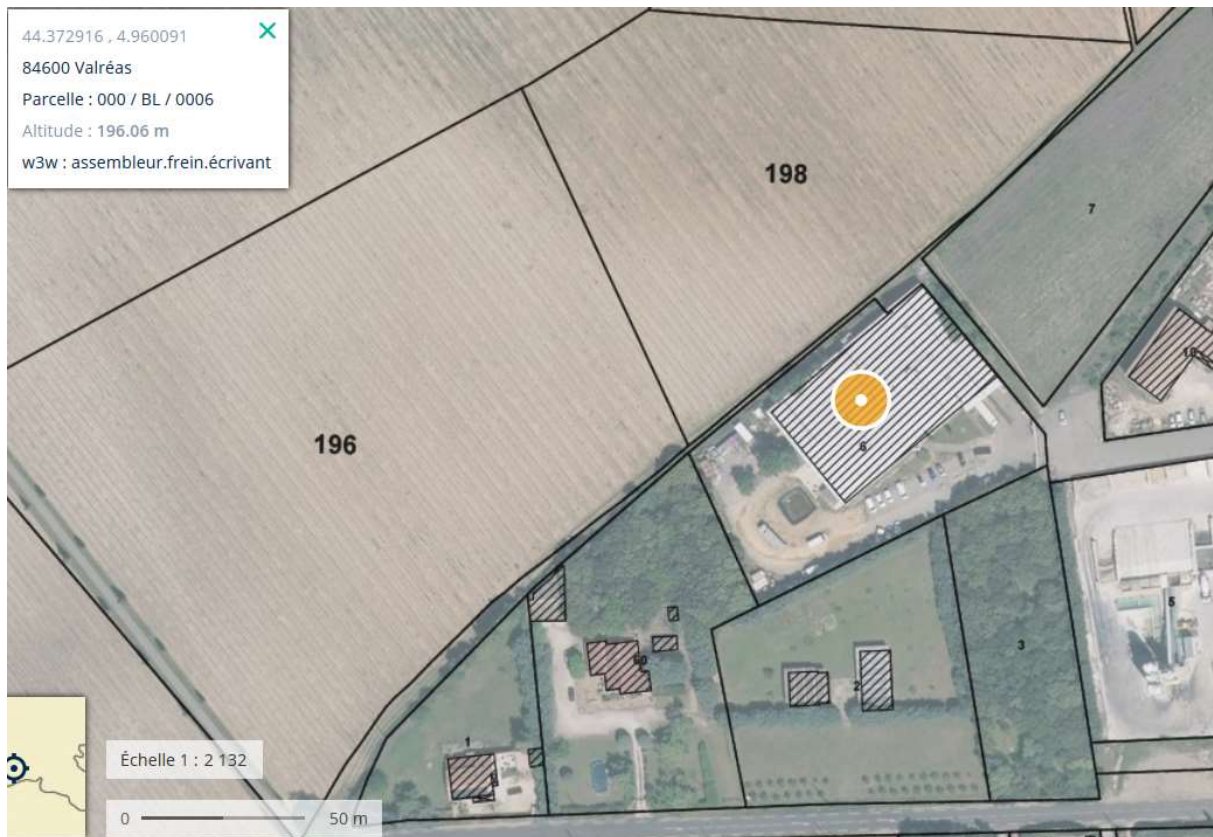 44.372916 , 4.960091
84600 Valréas
Parcelle : 000 / BL / 0006
Altitude : 196.06 m
w3w : assembleur.frein.écrivant
198
7
6
196
5
3
2
1
Échelle 1 : 2 132
0 50 m